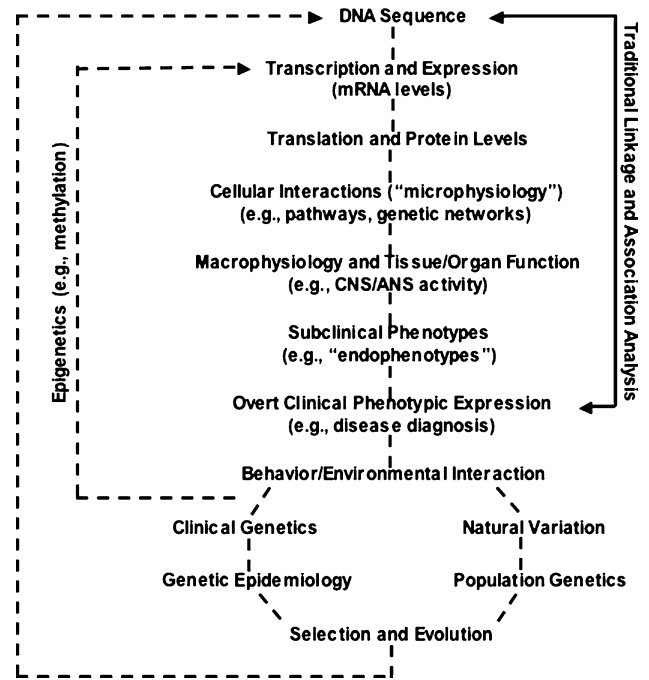 DNA Sequence
Transcription and Expression
(mRNA levels)
Translation and Protein Levels
Cellular Interactions (“microphysiology”)
(e.g., pathways, genetic networks)
Macrophysiology and Tissue/Organ Function
(e.g., CNS/ANS activity)
Subclinical Phenotypes
(e.g., “endophenotypes”)
Overt Clinical Phenotypic Expression
(e.g., disease diagnosis)
Behavior/Environmental Interaction
Clinical Genetics
Natural Variation
Genetic Epidemiology
Population Genetics
Selection and Evolution
Epigenetics (e.g., methylation)
Traditional Linkage and Association Analysis